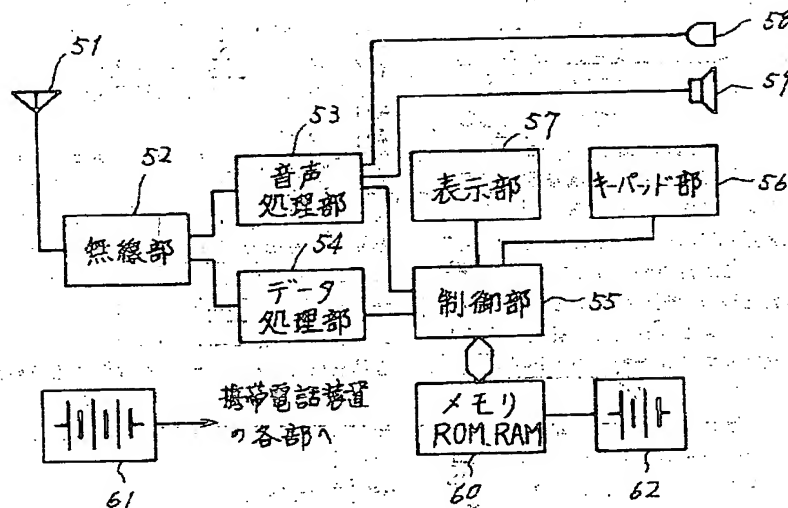 51
58
59
53
57
音声
処理部
表示部
キーパッド部
56
52
無線部
54
データ
処理部
制御部
55
携帯電話装置
の各部へ
メモリ
ROM.RAM
61
60
62